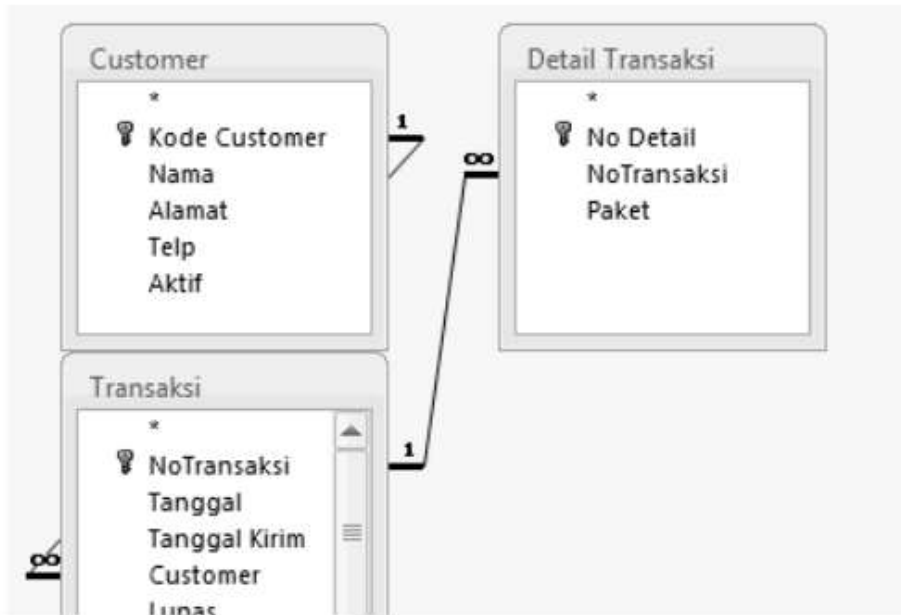 Customer
*
Kode Customer
Nama
Alamat
Telp
Aktif
1
Detail Transaksi
*
No Detail
NoTransaksi
Paket
∞
Transaksi
*
NoTransaksi
Tanggal
Tanggal Kirim
Customer
Lunas
1
∞